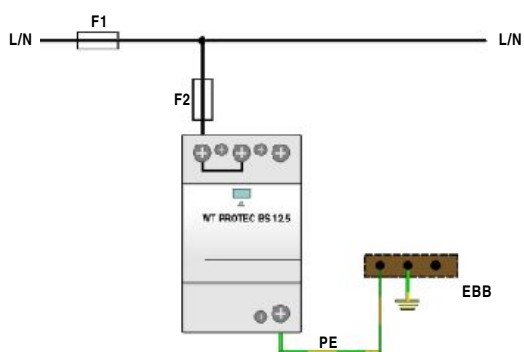 F1
L/N
L/N
F2
WT PROTEC BS 12.5
EBB
PE